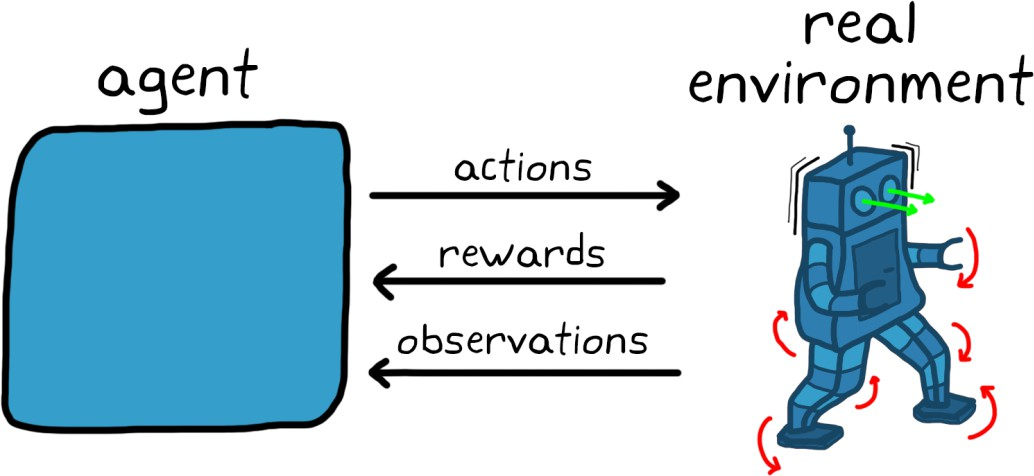 agent
real
environment
actions
rewards
observations